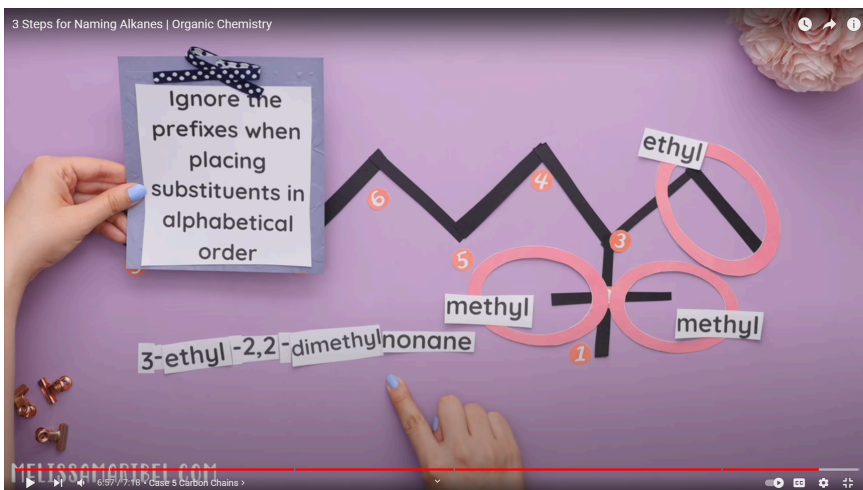 3 Steps for Naming Alkanes | Organic Chemistry
Ignore the
prefixes when
placing
substituents in
alphabetical
order
ethyl
6
4
3
5
methyl
methyl
1
3-ethyl-2,2-dimethylnonane
MELISSAMARIBEL.COM
6:57 / 7:18 • Case 5 Carbon Chains >
CC